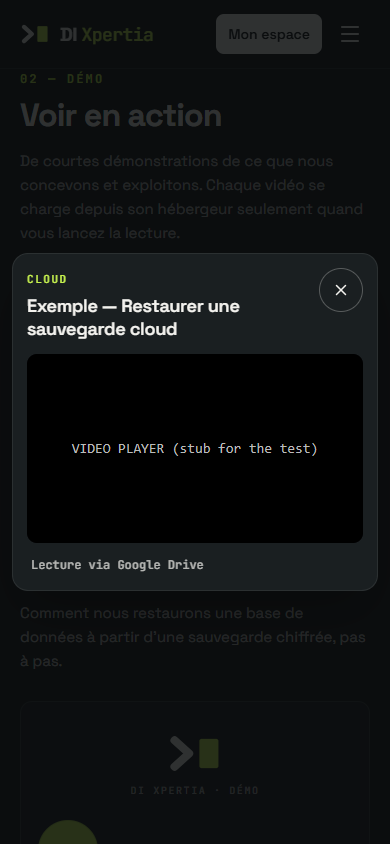 DI Xpertia
Mon espace
02 — DÉMO
Voir en action
De courtes démonstrations de ce que nous
concevons et exploitons. Chaque vidéo se
charge depuis son hébergeur seulement quand
vous lancez la lecture.
CLOUD
Exemple — Restaurer une
sauvegarde cloud
VIDEO PLAYER (stub for the test)
Lecture via Google Drive
Comment nous restaurons une base de
données à partir d'une sauvegarde chiffrée, pas
à pas.
DI XPERTIA · DÉMO